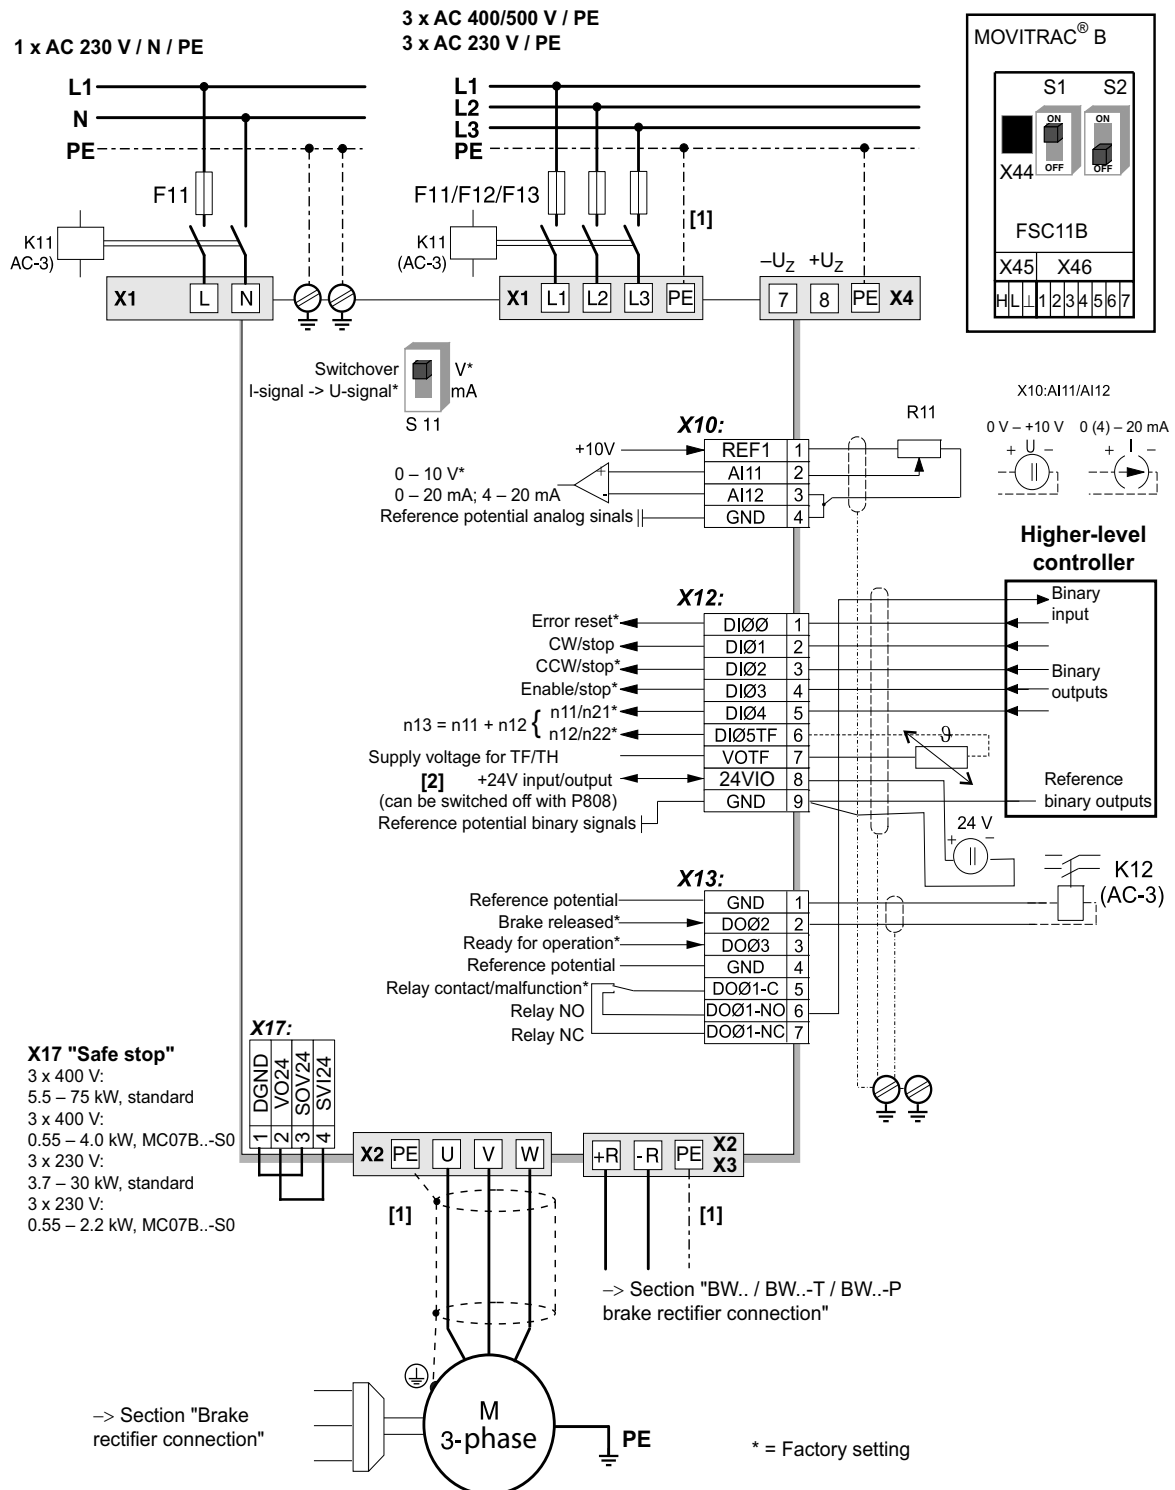 3 x AC 400/500 V / PE
1 x AC 230 V / N / PE
3 x AC 230 V / PE
L1
N
PE
F11
K11
(AC-3)
X1
L
N
L1
L2
L3
PE
F11/F12/F13
[1]
K11
(AC-3)
X1
L1
L2
L3
PE
–UZ
+UZ
7
8
PE
X4
MOVITRAC® B
S1
S2
ON
ON
OFF
OFF
X44
FSC11B
X45
X46
H L ⊥ 1 2 3 4 5 6 7
Switchover
I-signal -> U-signal*
V*
mA
S 11
X10:
+10V
REF1 1
0 – 10 V*
AI11 2
0 – 20 mA; 4 – 20 mA
+
-
AI12 3
Reference potential analog sinals
GND 4
R11
X10:AI11/AI12
0 V – +10 V
0 (4) – 20 mA
+ U –
+ I –
Higher-level
controller
Binary
input
Binary
outputs
Reference
binary outputs
X12:
Error reset*
DIØØ 1
CW/stop
DIØ1 2
CCW/stop*
DIØ2 3
Enable/stop*
DIØ3 4
n13 = n11 + n12 {
n11/n21*
DIØ4 5
n12/n22*
DIØ5TF 6
Supply voltage for TF/TH
VOTF 7
[2]
+24V input/output
24VIO 8
(can be switched off with P808)
GND 9
Reference potential binary signals
ϑ
24 V
+
–
K12
(AC-3)
X13:
Reference potential
GND 1
Brake released*
DOØ2 2
Ready for operation*
DOØ3 3
Reference potential
GND 4
Relay contact/malfunction*
DOØ1-C 5
Relay NO
DOØ1-NO 6
Relay NC
DOØ1-NC 7
X17:
DGND
VO24
SOV24
SVI24
1
2
3
4
X17 "Safe stop"
3 x 400 V:
5.5 – 75 kW, standard
3 x 400 V:
0.55 – 4.0 kW, MC07B..-S0
3 x 230 V:
3.7 – 30 kW, standard
3 x 230 V:
0.55 – 2.2 kW, MC07B..-S0
X2
PE
U
V
W
+R
-R
PE
X2
X3
[1]
[1]
–> Section "BW.. / BW..-T / BW..-P
brake rectifier connection"
–> Section "Brake
rectifier connection"
M
3-phase
PE
* = Factory setting